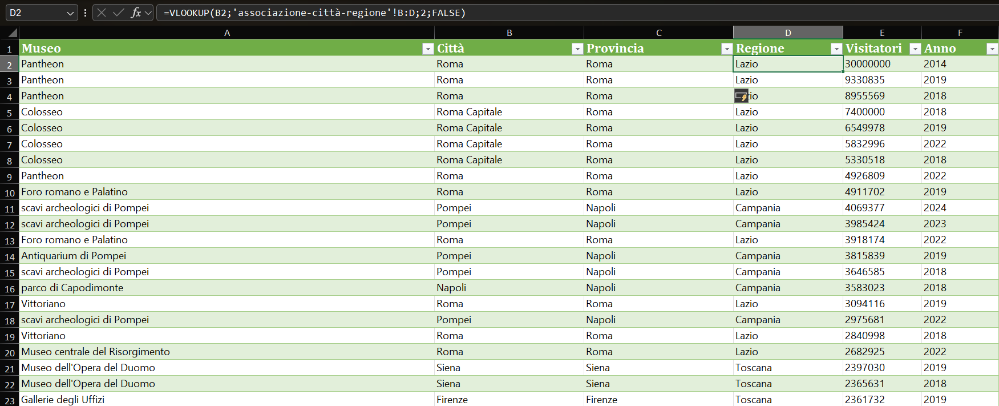 D2 fx =VLOOKUP(B2;'associazione-città-regione'!B:D;2;FALSE)
A B C D E F
1 Museo Città Provincia Regione Visitatori Anno
2 Pantheon Roma Roma Lazio 30000000 2014
3 Pantheon Roma Roma Lazio 9330835 2019
4 Pantheon Roma Roma io 8955569 2018
5 Colosseo Roma Capitale Roma Lazio 7400000 2018
6 Colosseo Roma Capitale Roma Lazio 6549978 2019
7 Colosseo Roma Capitale Roma Lazio 5832996 2022
8 Colosseo Roma Capitale Roma Lazio 5330518 2018
9 Pantheon Roma Roma Lazio 4926809 2022
10 Foro romano e Palatino Roma Roma Lazio 4911702 2019
11 scavi archeologici di Pompei Pompei Napoli Campania 4069377 2024
12 scavi archeologici di Pompei Pompei Napoli Campania 3985424 2023
13 Foro romano e Palatino Roma Roma Lazio 3918174 2022
14 Antiquarium di Pompei Pompei Napoli Campania 3815839 2019
15 scavi archeologici di Pompei Pompei Napoli Campania 3646585 2018
16 parco di Capodimonte Napoli Napoli Campania 3583023 2018
17 Vittoriano Roma Roma Lazio 3094116 2019
18 scavi archeologici di Pompei Pompei Napoli Campania 2975681 2022
19 Vittoriano Roma Roma Lazio 2840998 2018
20 Museo centrale del Risorgimento Roma Roma Lazio 2682925 2022
21 Museo dell'Opera del Duomo Siena Siena Toscana 2397030 2019
22 Museo dell'Opera del Duomo Siena Siena Toscana 2365631 2018
23 Gallerie degli Uffizi Firenze Firenze Toscana 2361732 2019